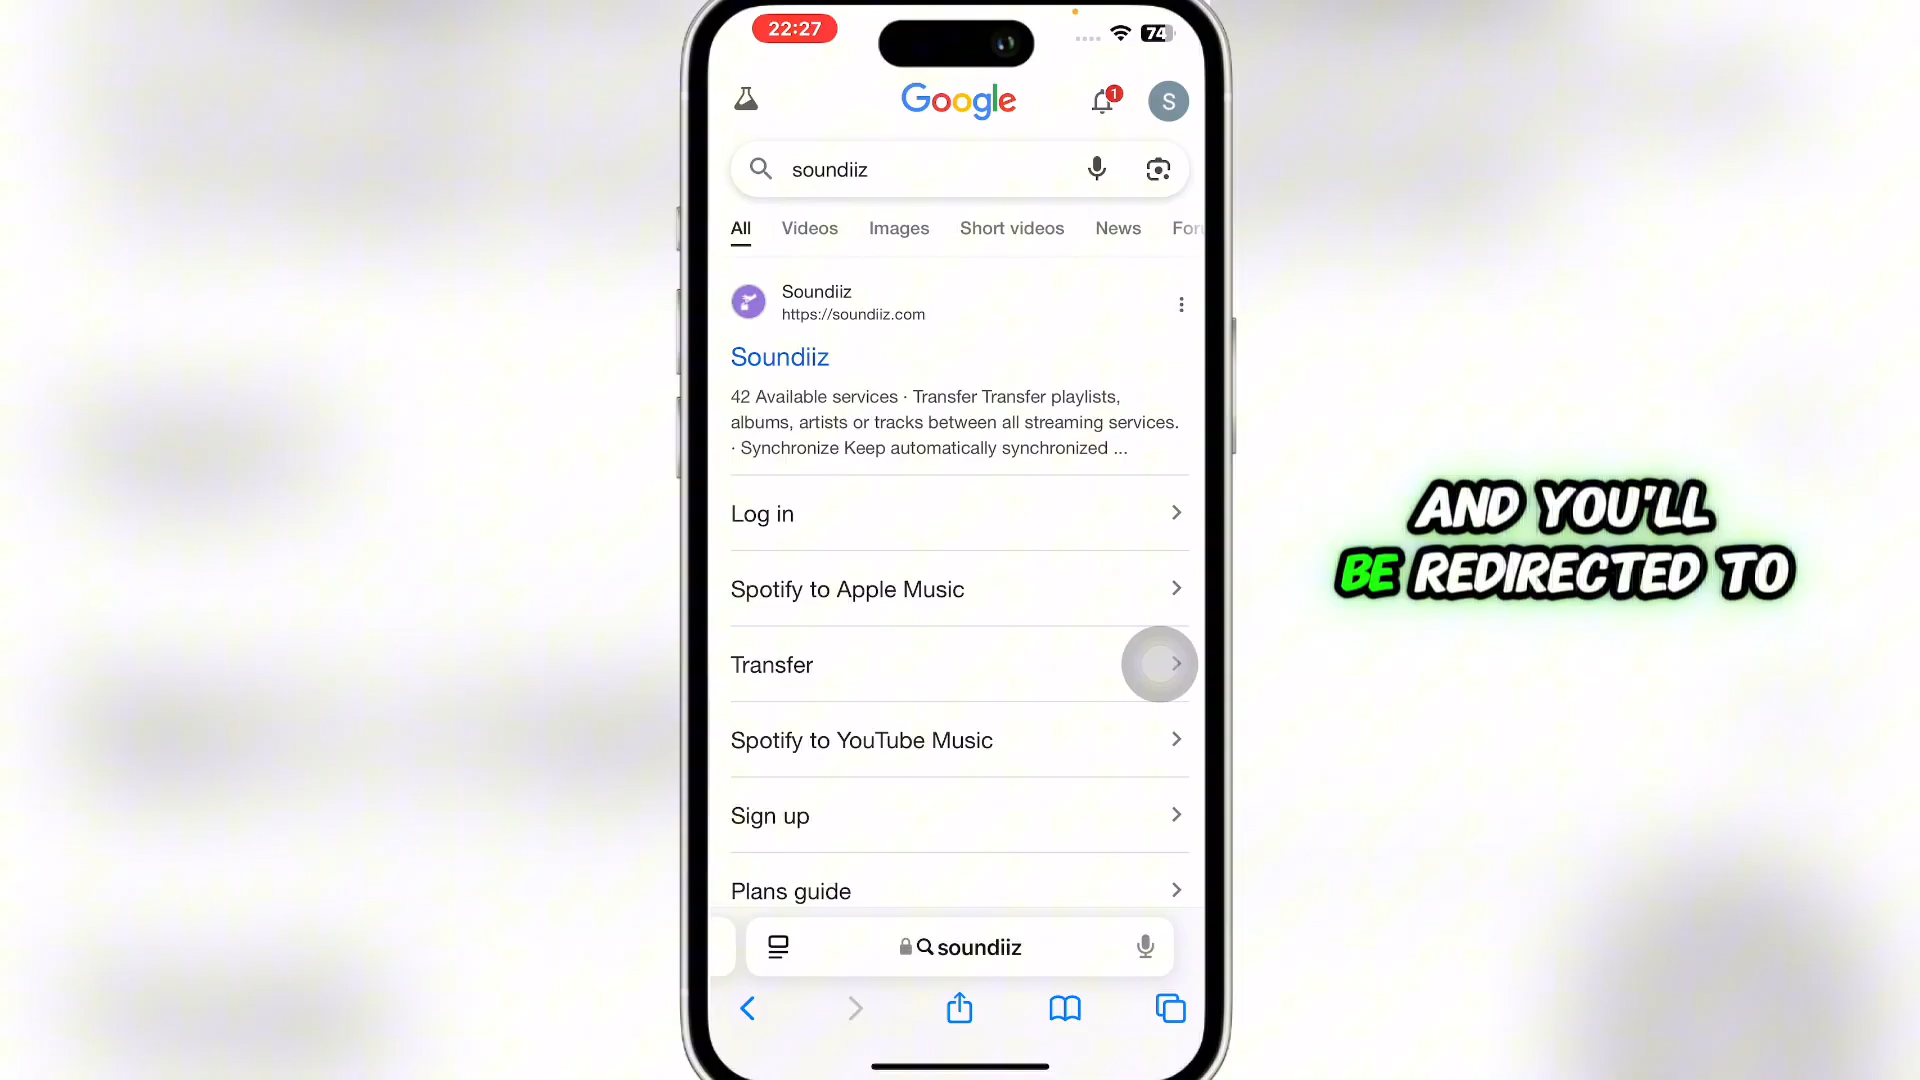 22:27
74
Google
1
S
soundiiz
All Videos Images Short videos News For
Soundiiz
https://soundiiz.com
Soundiiz
42 Available services · Transfer Transfer playlists,
albums, artists or tracks between all streaming services.
· Synchronize Keep automatically synchronized ...
Log in
Spotify to Apple Music
Transfer
Spotify to YouTube Music
Sign up
Plans guide
soundiiz
AND YOU'LL
BE REDIRECTED TO